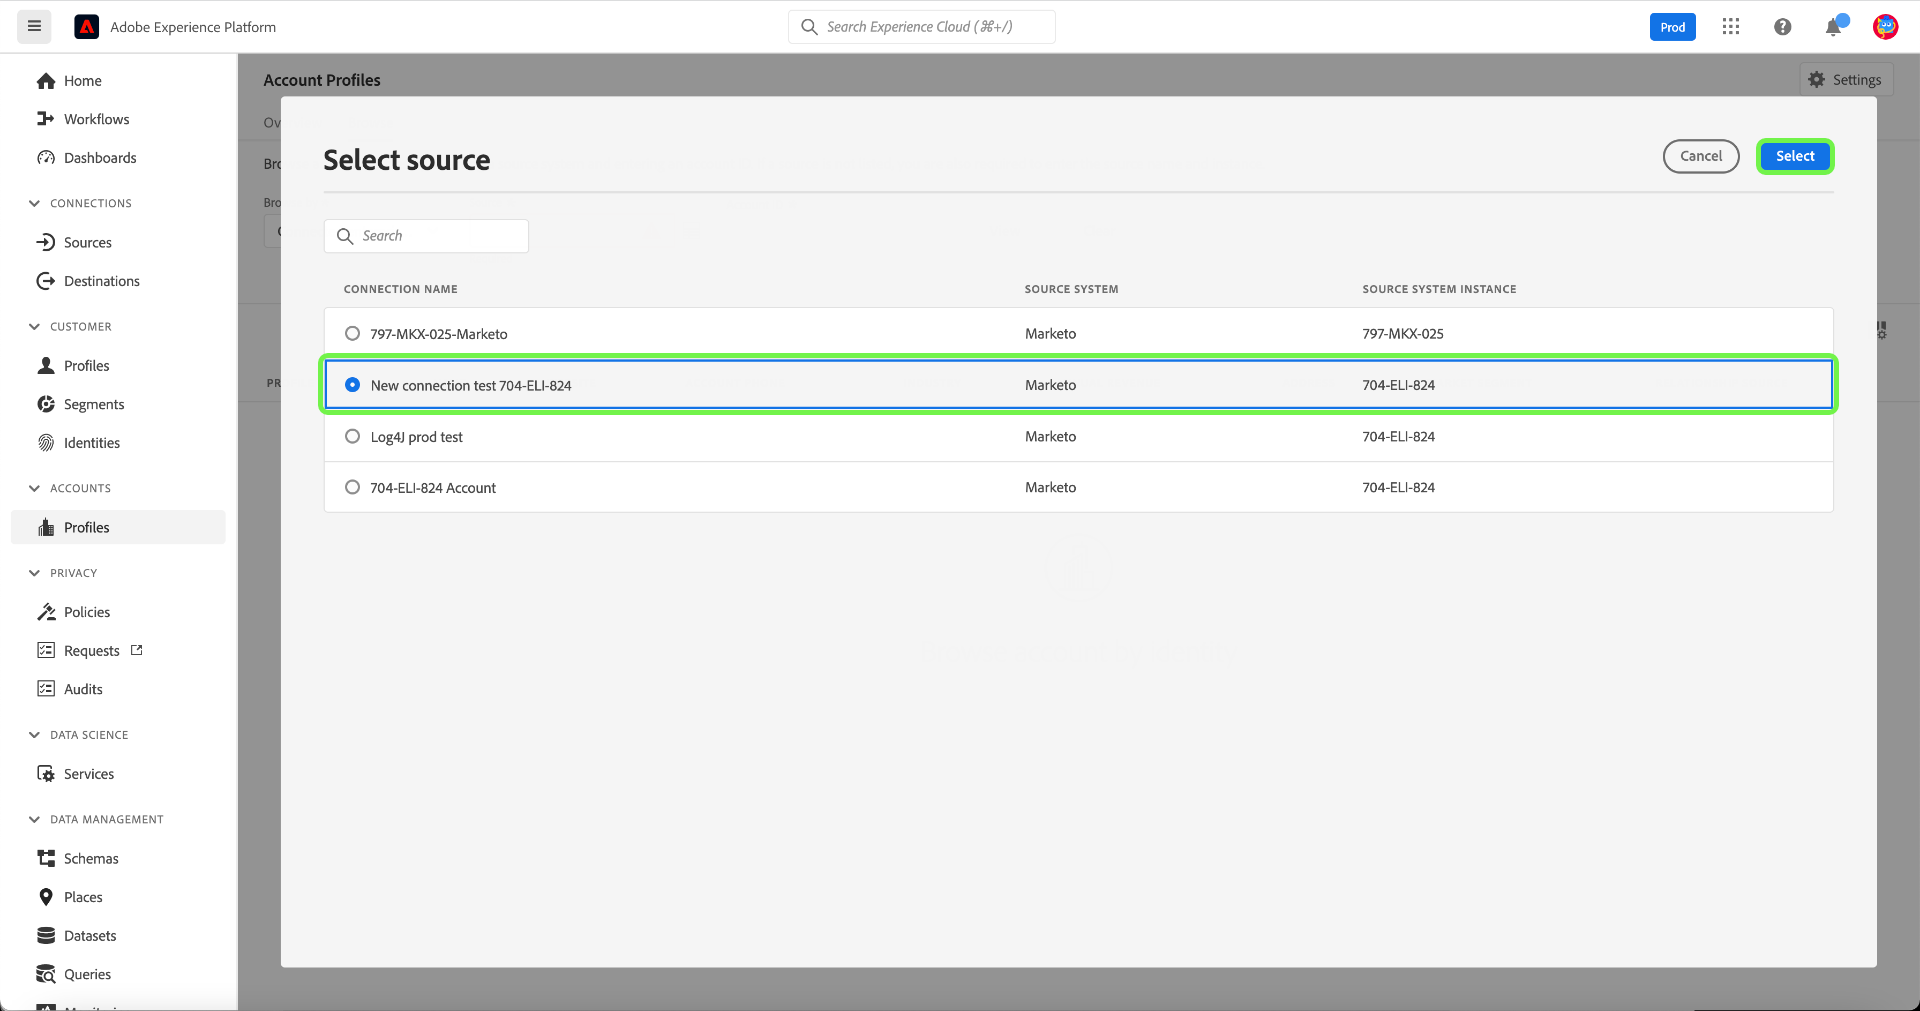 Adobe Experience Platform
Search Experience Cloud (⌘+/)
Prod
Home
Workflows
Dashboards
CONNECTIONS
Sources
Destinations
CUSTOMER
Profiles
Segments
Identities
ACCOUNTS
Profiles
PRIVACY
Policies
Requests
Audits
DATA SCIENCE
Services
DATA MANAGEMENT
Schemas
Places
Datasets
Queries
Account Profiles
Settings
Select source
Cancel
Select
Search
CONNECTION NAME SOURCE SYSTEM SOURCE SYSTEM INSTANCE
797-MKX-025-Marketo Marketo 797-MKX-025
New connection test 704-ELI-824 Marketo 704-ELI-824
Log4J prod test Marketo 704-ELI-824
704-ELI-824 Account Marketo 704-ELI-824